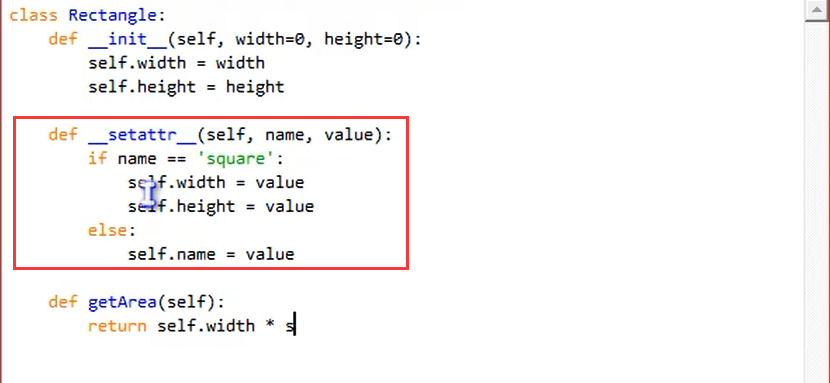 class Rectangle:
    def __init__(self, width=0, height=0):
        self.width = width
        self.height = height
    def __setattr__(self, name, value):
        if name == 'square':
            self.width = value
            self.height = value
        else:
            self.name = value
    def getArea(self):
        return self.width * s